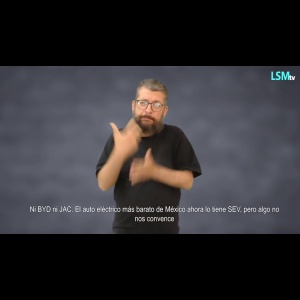 LSMtv
Ni BYD ni JAC. El auto eléctrico más barato de México ahora lo tiene SEV, pero algo no
nos convence